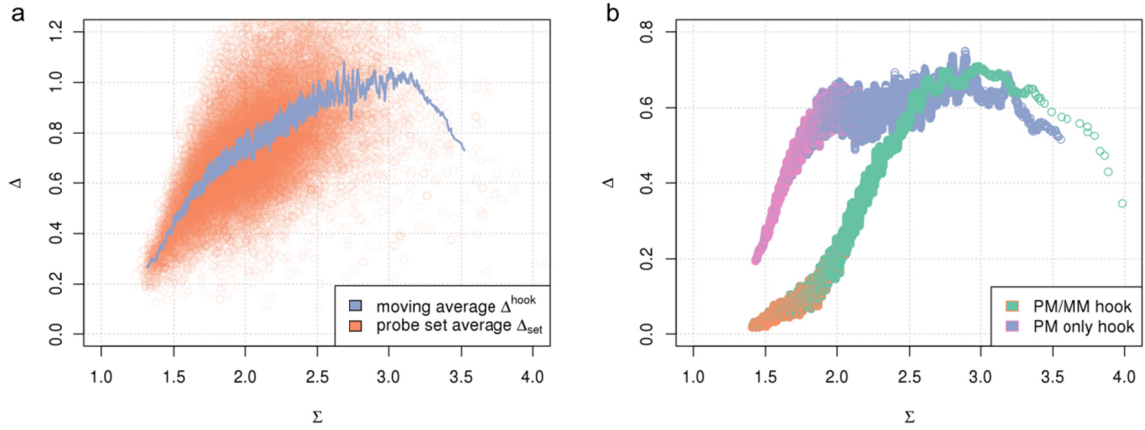 a
1.2
1.0
0.8
0.6
0.4
0.2
0.0
Δ
moving average Δ^hook
probe set average Δ_set
1.0 1.5 2.0 2.5 3.0 3.5 4.0
Σ
b
0.8
0.6
0.4
0.2
0.0
Δ
PM/MM hook
PM only hook
1.0 1.5 2.0 2.5 3.0 3.5 4.0
Σ